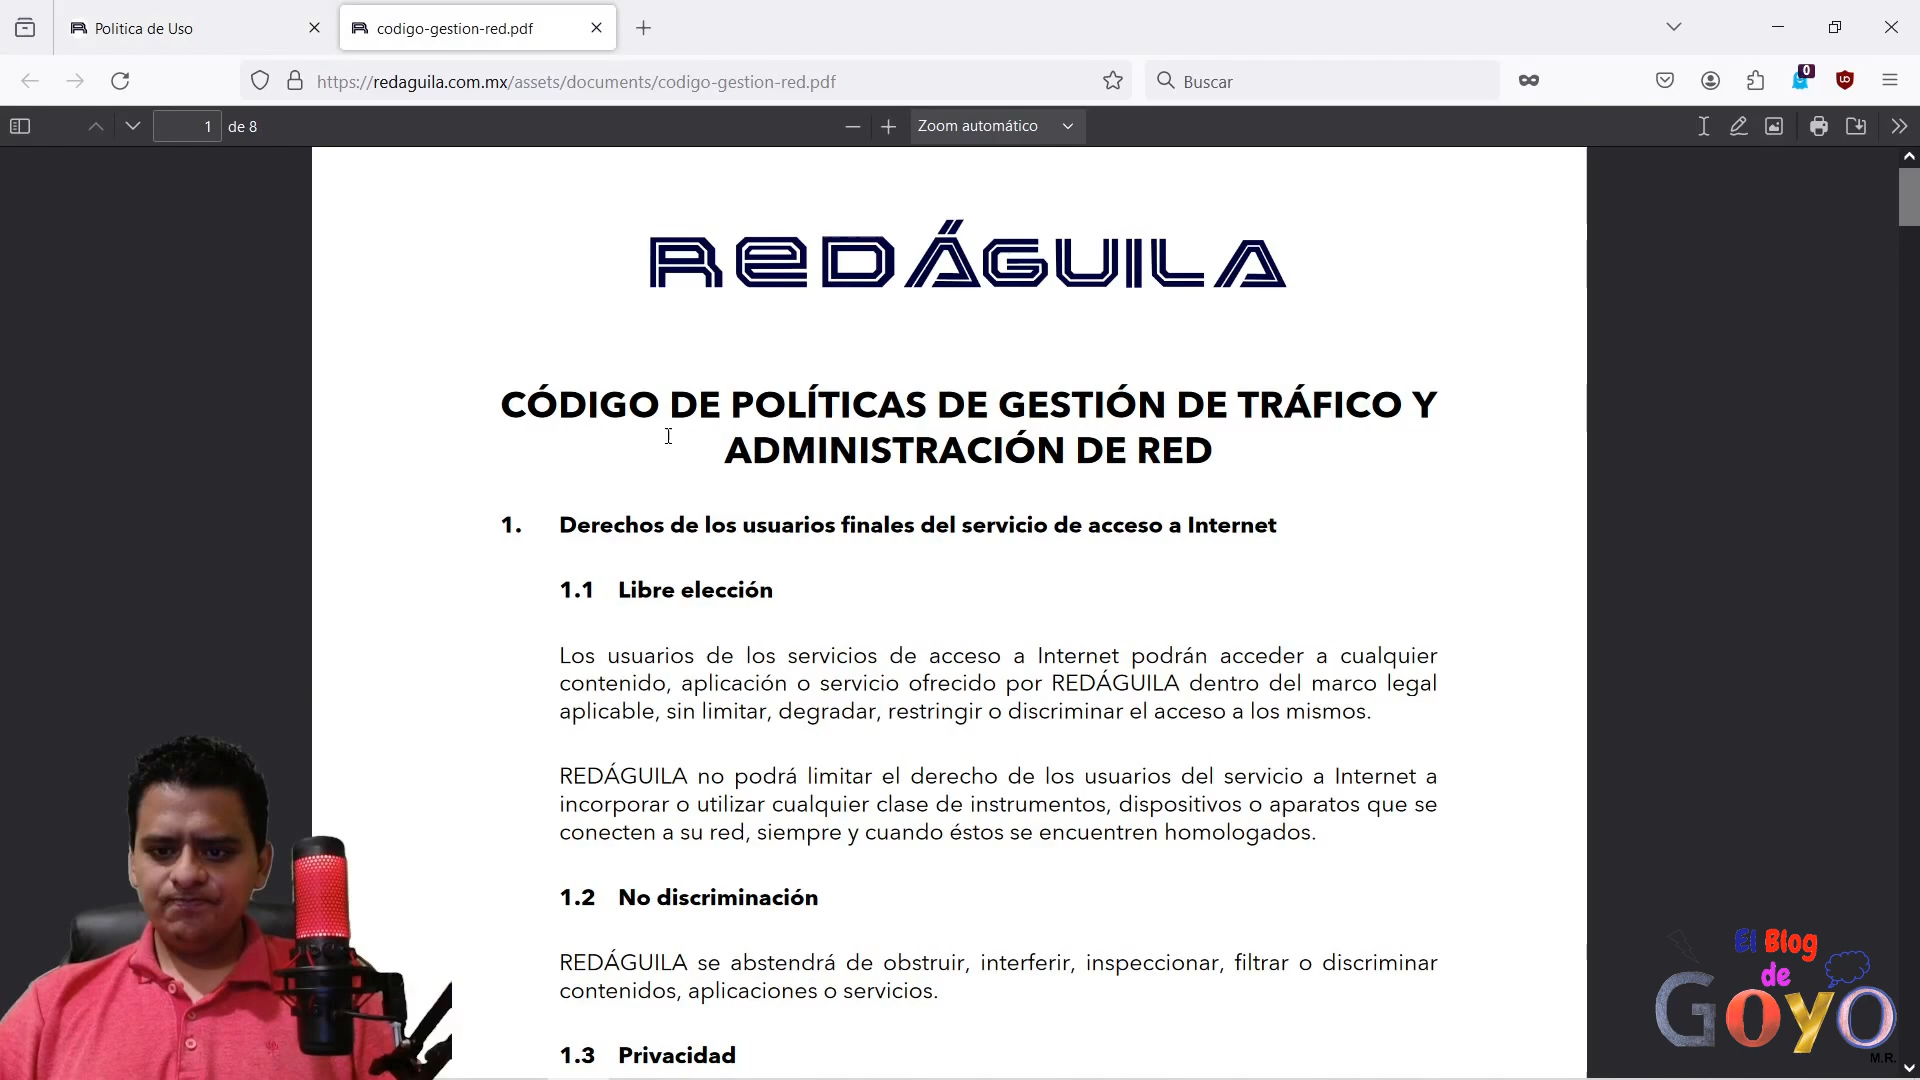 Politica de Uso
codigo-gestion-red.pdf
https://redaguila.com.mx/assets/documents/codigo-gestion-red.pdf
Buscar
0
1 de 8
Zoom automático
REDÁGUILA
CÓDIGO DE POLÍTICAS DE GESTIÓN DE TRÁFICO Y
ADMINISTRACIÓN DE RED
1. Derechos de los usuarios finales del servicio de acceso a Internet
1.1 Libre elección
Los usuarios de los servicios de acceso a Internet podrán acceder a cualquier
contenido, aplicación o servicio ofrecido por REDÁGUILA dentro del marco legal
aplicable, sin limitar, degradar, restringir o discriminar el acceso a los mismos.
REDÁGUILA no podrá limitar el derecho de los usuarios del servicio a Internet a
incorporar o utilizar cualquier clase de instrumentos, dispositivos o aparatos que se
conecten a su red, siempre y cuando éstos se encuentren homologados.
1.2 No discriminación
REDÁGUILA se abstendrá de obstruir, interferir, inspeccionar, filtrar o discriminar
contenidos, aplicaciones o servicios.
1.3 Privacidad
El Blog
de
GOYO
M.R.